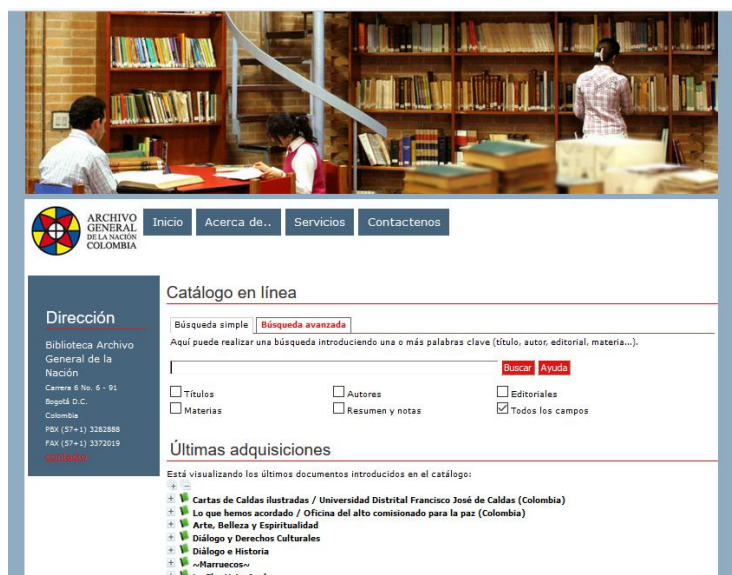 ARCHIVO
GENERAL
DE LA NACIÓN
COLOMBIA
Inicio
Acerca de..
Servicios
Contactenos
Dirección
Biblioteca Archivo
General de la
Nación
Carrera 6 No. 6 - 91
Bogotá D.C.
Colombia
PBX (57+1) 3282888
FAX (57+1) 3372019
contacto
Catálogo en línea
Búsqueda simple Búsqueda avanzada
Aquí puede realizar una búsqueda introduciendo una o más palabras clave (título, autor, editorial, materia...).
Buscar Ayuda
Títulos Autores Editoriales
Materias Resumen y notas Todos los campos
Últimas adquisiciones
Está visualizando los últimos documentos introducidos en el catálogo:
Cartas de Caldas ilustradas / Universidad Distrital Francisco José de Caldas (Colombia)
Lo que hemos acordado / Oficina del alto comisionado para la paz (Colombia)
Arte, Belleza y Espiritualidad
Diálogo y Derechos Culturales
Diálogo e Historia
~Marruecos~